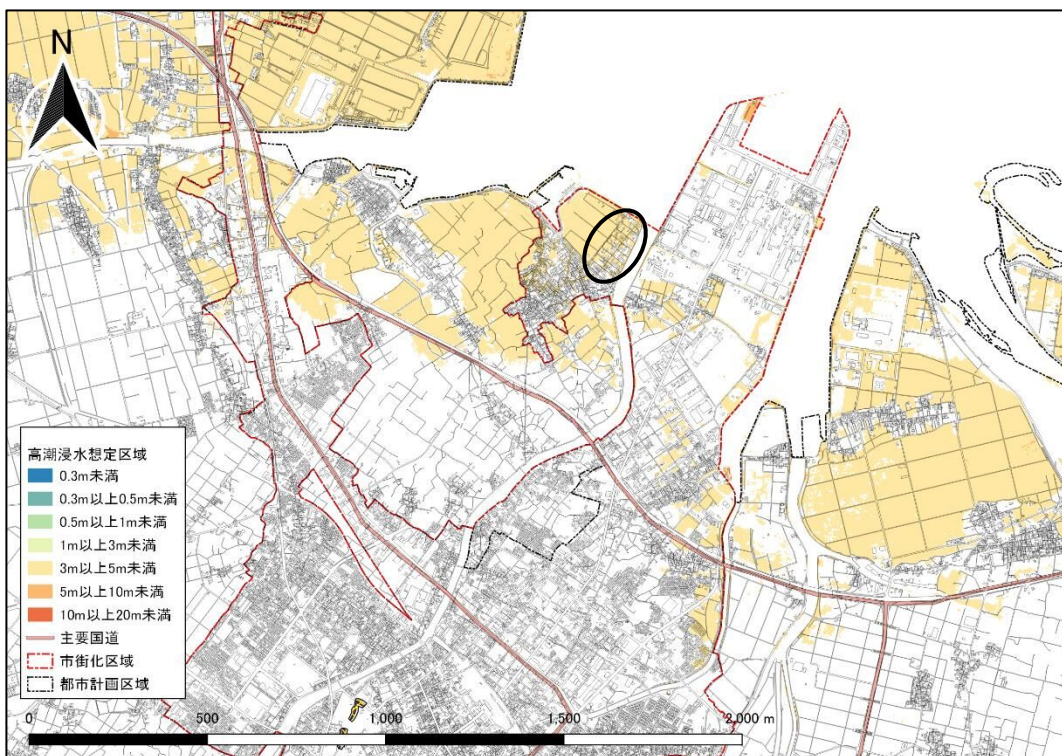 N
高潮浸水想定区域
0.3m未満
0.3m以上0.5m未満
0.5m以上1m未満
1m以上3m未満
3m以上5m未満
5m以上10m未満
10m以上20m未満
主要国道
市街化区域
都市計画区域
0 500 1,000 1,500 2,000 m